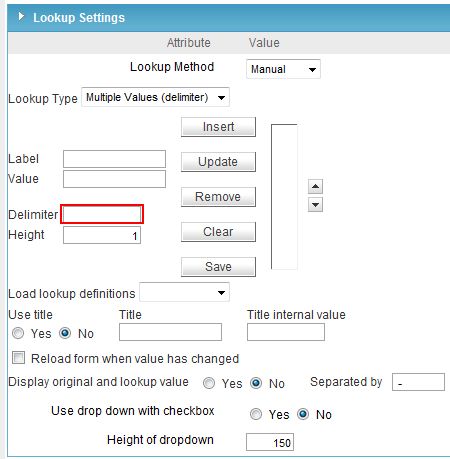 Lookup Settings
Attribute Value
Lookup Method Manual
Lookup Type Multiple Values (delimiter)
Insert
Label
Update
Value
Remove
Delimiter
Height 1
Clear
Save
Load lookup definitions
Use title Title Title internal value
Yes No
Reload form when value has changed
Display original and lookup value Yes No Separated by -
Use drop down with checkbox Yes No
Height of dropdown 150